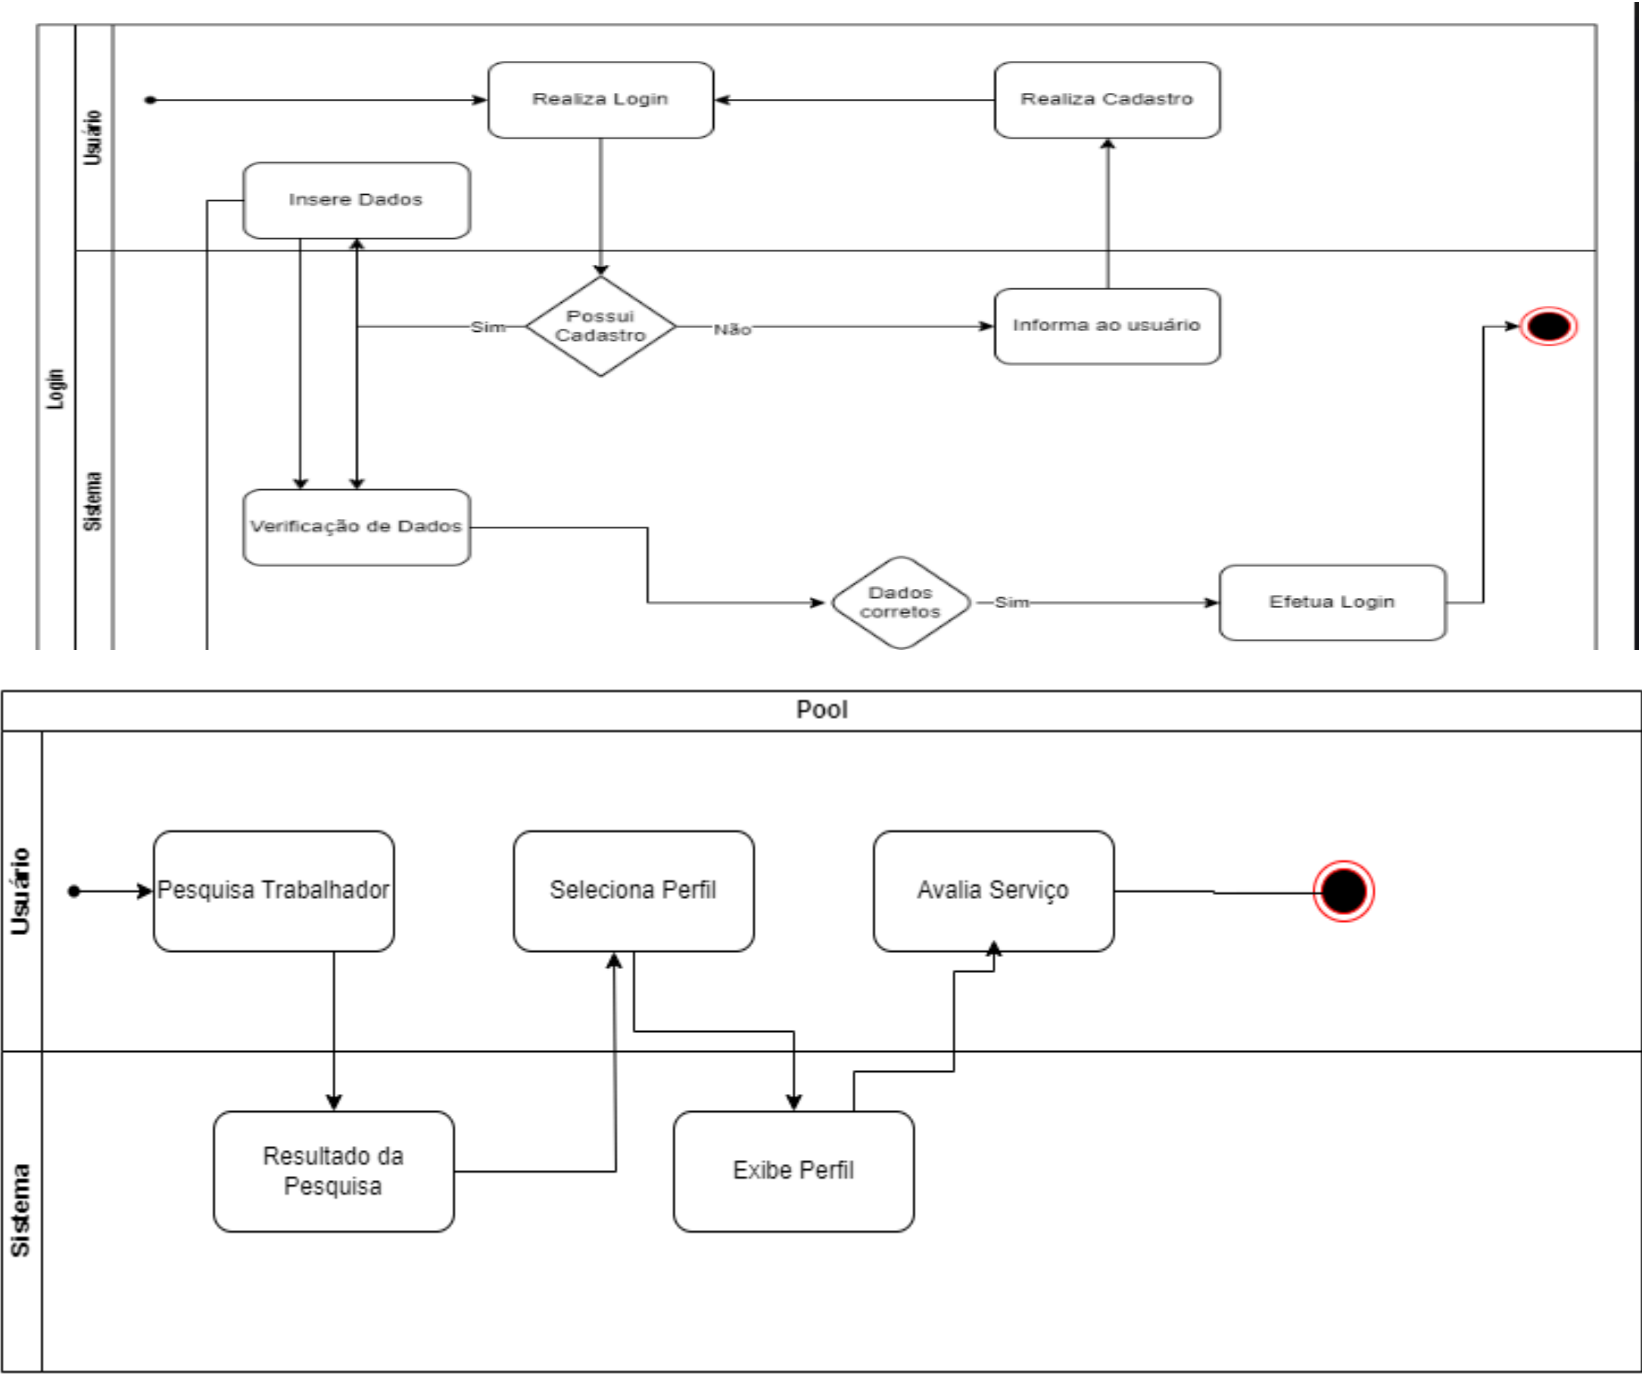 Login
Usuário
Realiza Login
Realiza Cadastro
Insere Dados
Sistema
Sim
Possui
Cadastro
Não
Informa ao usuário
Verificação de Dados
Dados
corretos
Sim
Efetua Login
Pool
Usuário
Pesquisa Trabalhador
Seleciona Perfil
Avalia Serviço
Sistema
Resultado da
Pesquisa
Exibe Perfil